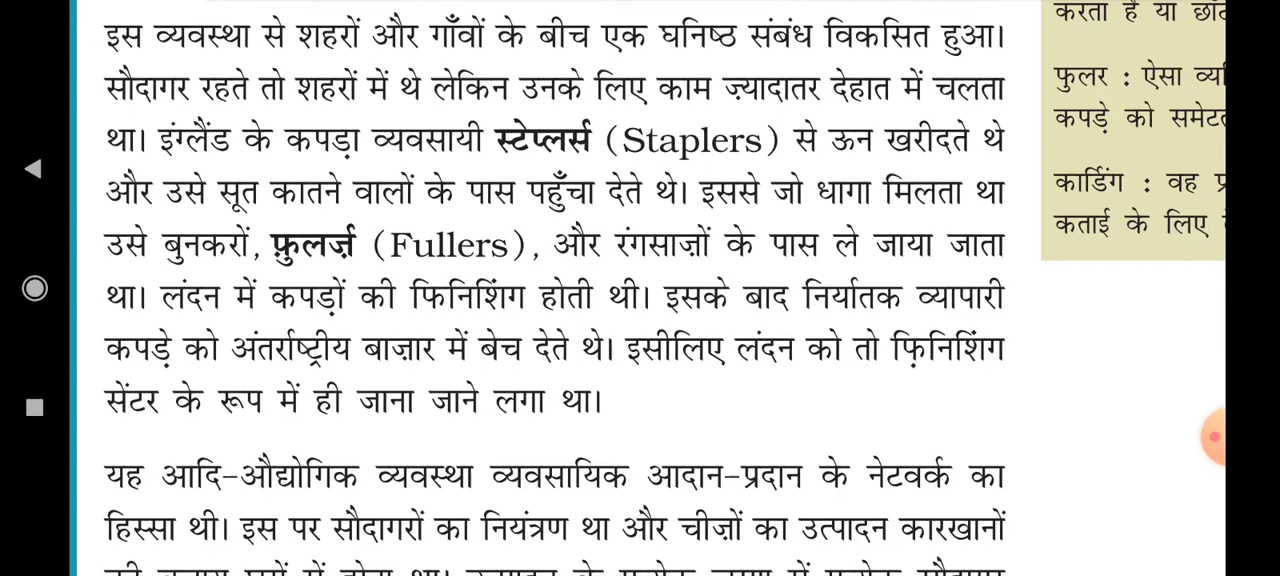 इस व्यवस्था से शहरों और गाँवों के बीच एक घनिष्ठ संबंध विकसित हुआ।
सौदागर रहते तो शहरों में थे लेकिन उनके लिए काम ज़्यादातर देहात में चलता
था। इंग्लैंड के कपड़ा व्यवसायी स्टेप्लर्स (Staplers) से ऊन खरीदते थे
और उसे सूत कातने वालों के पास पहुँचा देते थे। इससे जो धागा मिलता था
उसे बुनकरों, फ़ुलर्ज़ (Fullers), और रंगसाज़ों के पास ले जाया जाता
था। लंदन में कपड़ों की फिनिशिंग होती थी। इसके बाद निर्यातक व्यापारी
कपड़े को अंतर्राष्ट्रीय बाज़ार में बेच देते थे। इसीलिए लंदन को तो फ़िनिशिंग
सेंटर के रूप में ही जाना जाने लगा था।
यह आदि-औद्योगिक व्यवस्था व्यवसायिक आदान-प्रदान के नेटवर्क का
हिस्सा थी। इस पर सौदागरों का नियंत्रण था और चीज़ों का उत्पादन कारखानों
करता है या
फुलर : ऐसा
कपड़े को
कार्डिंग : वह
कताई के लिए